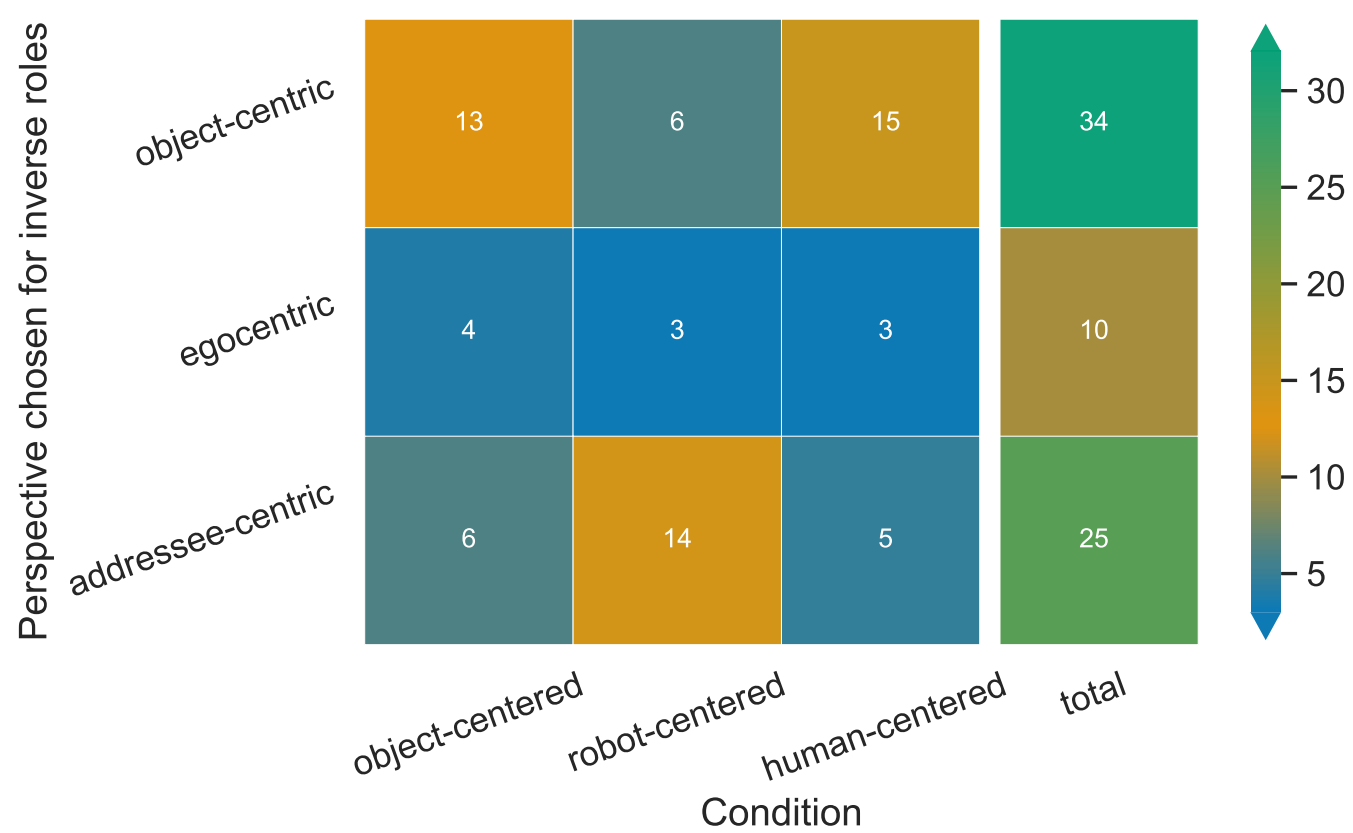 Perspective chosen for inverse roles
object-centric
13 6 15 34
egocentric
4 3 3 10
addressee-centric
6 14 5 25
object-centered robot-centered human-centered total
Condition
30
25
20
15
10
5